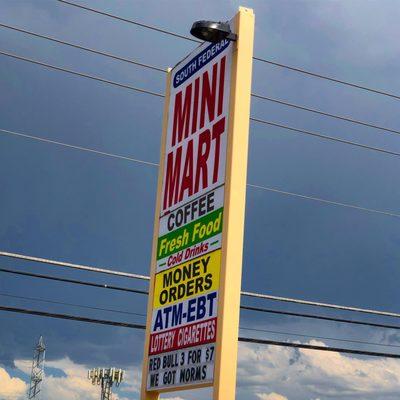 SOUTH FEDERAL
MINI
MART
COFFEE
Fresh Food
Cold Drinks
MONEY
ORDERS
ATM-EBT
LOTTERY CIGARETTES
RED BULL 3 FOR $7
WE GOT WORMS